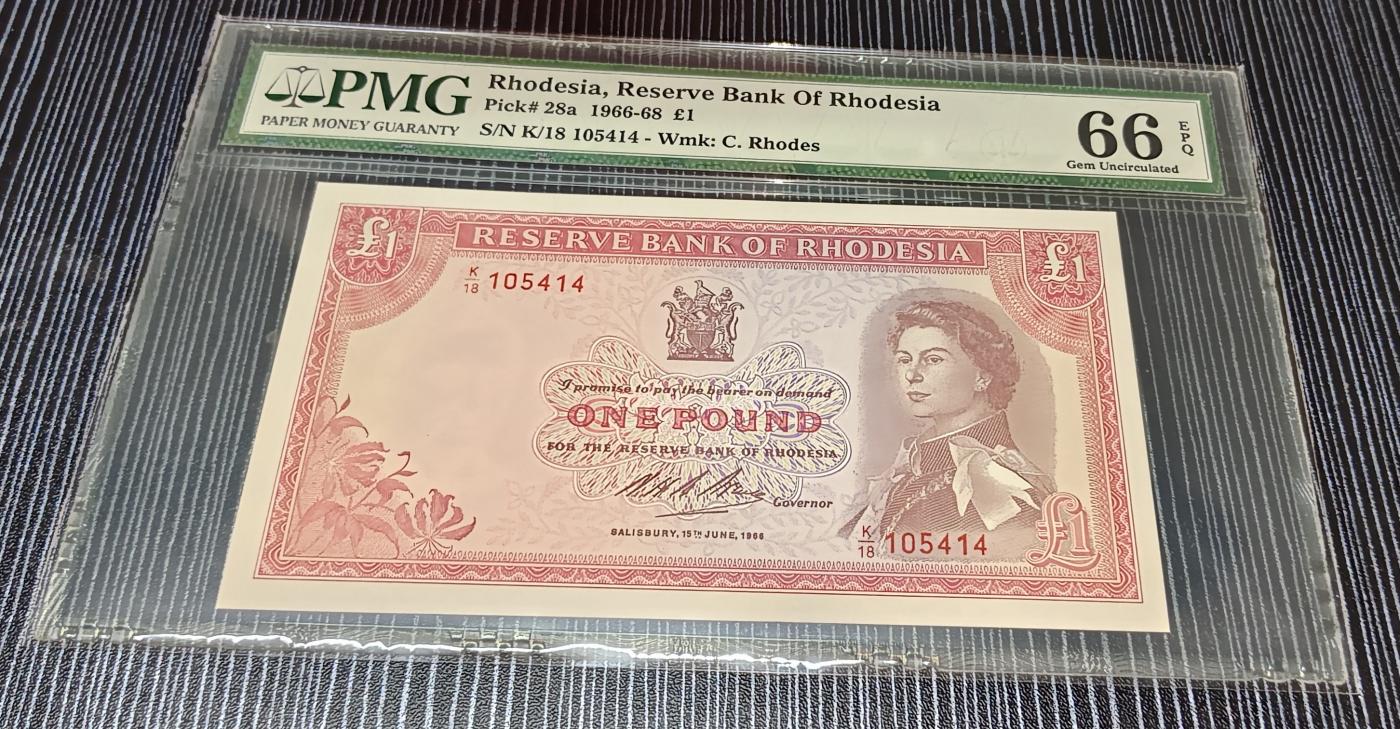 PMG
PAPER MONEY GUARANTY
Rhodesia, Reserve Bank Of Rhodesia
Pick# 28a 1966-68 £1
S/N K/18 105414 - Wmk: C. Rhodes
66
EPQ
Gem Uncirculated
£1
RESERVE BANK OF RHODESIA
£1
K/18 105414
I promise to pay the bearer on demand
ONE POUND
FOR THE RESERVE BANK OF RHODESIA
Governor
SALISBURY, 15TH JUNE, 1966
K/18 105414
£1